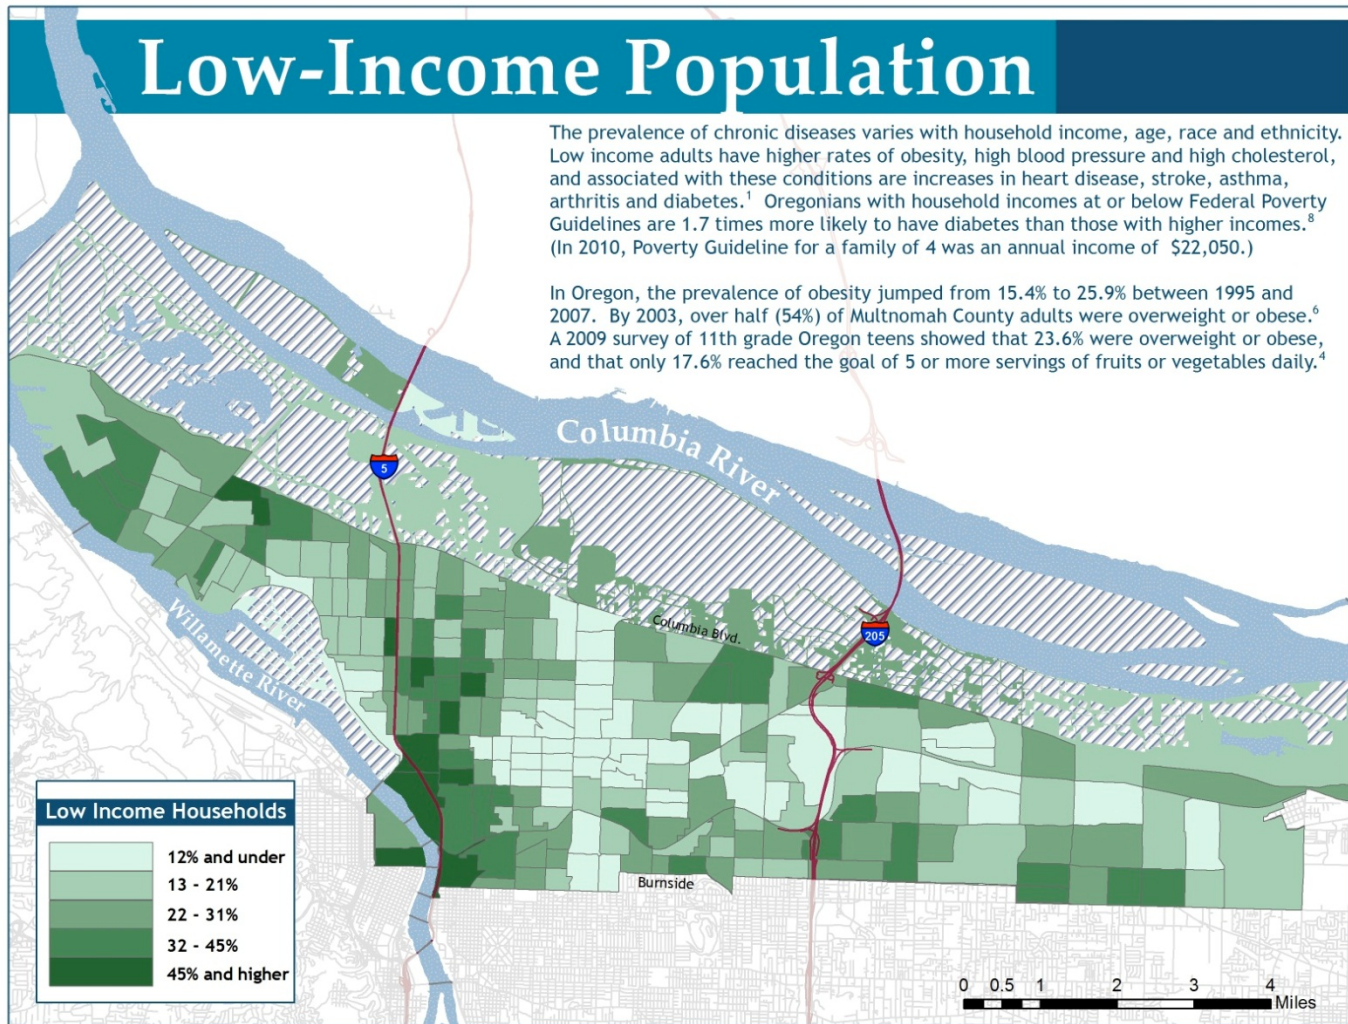 Low-Income Population
The prevalence of chronic diseases varies with household income, age, race and ethnicity.
Low income adults have higher rates of obesity, high blood pressure and high cholesterol,
and associated with these conditions are increases in heart disease, stroke, asthma,
arthritis and diabetes.¹ Oregonians with household incomes at or below Federal Poverty
Guidelines are 1.7 times more likely to have diabetes than those with higher incomes.⁸
(In 2010, Poverty Guideline for a family of 4 was an annual income of $22,050.)
In Oregon, the prevalence of obesity jumped from 15.4% to 25.9% between 1995 and
2007. By 2003, over half (54%) of Multnomah County adults were overweight or obese.⁶
A 2009 survey of 11th grade Oregon teens showed that 23.6% were overweight or obese,
and that only 17.6% reached the goal of 5 or more servings of fruits or vegetables daily.⁴
Columbia River
5
Willamette River
Columbia Blvd.
205
Burnside
Low Income Households
12% and under
13 - 21%
22 - 31%
32 - 45%
45% and higher
0 0.5 1 2 3 4
Miles